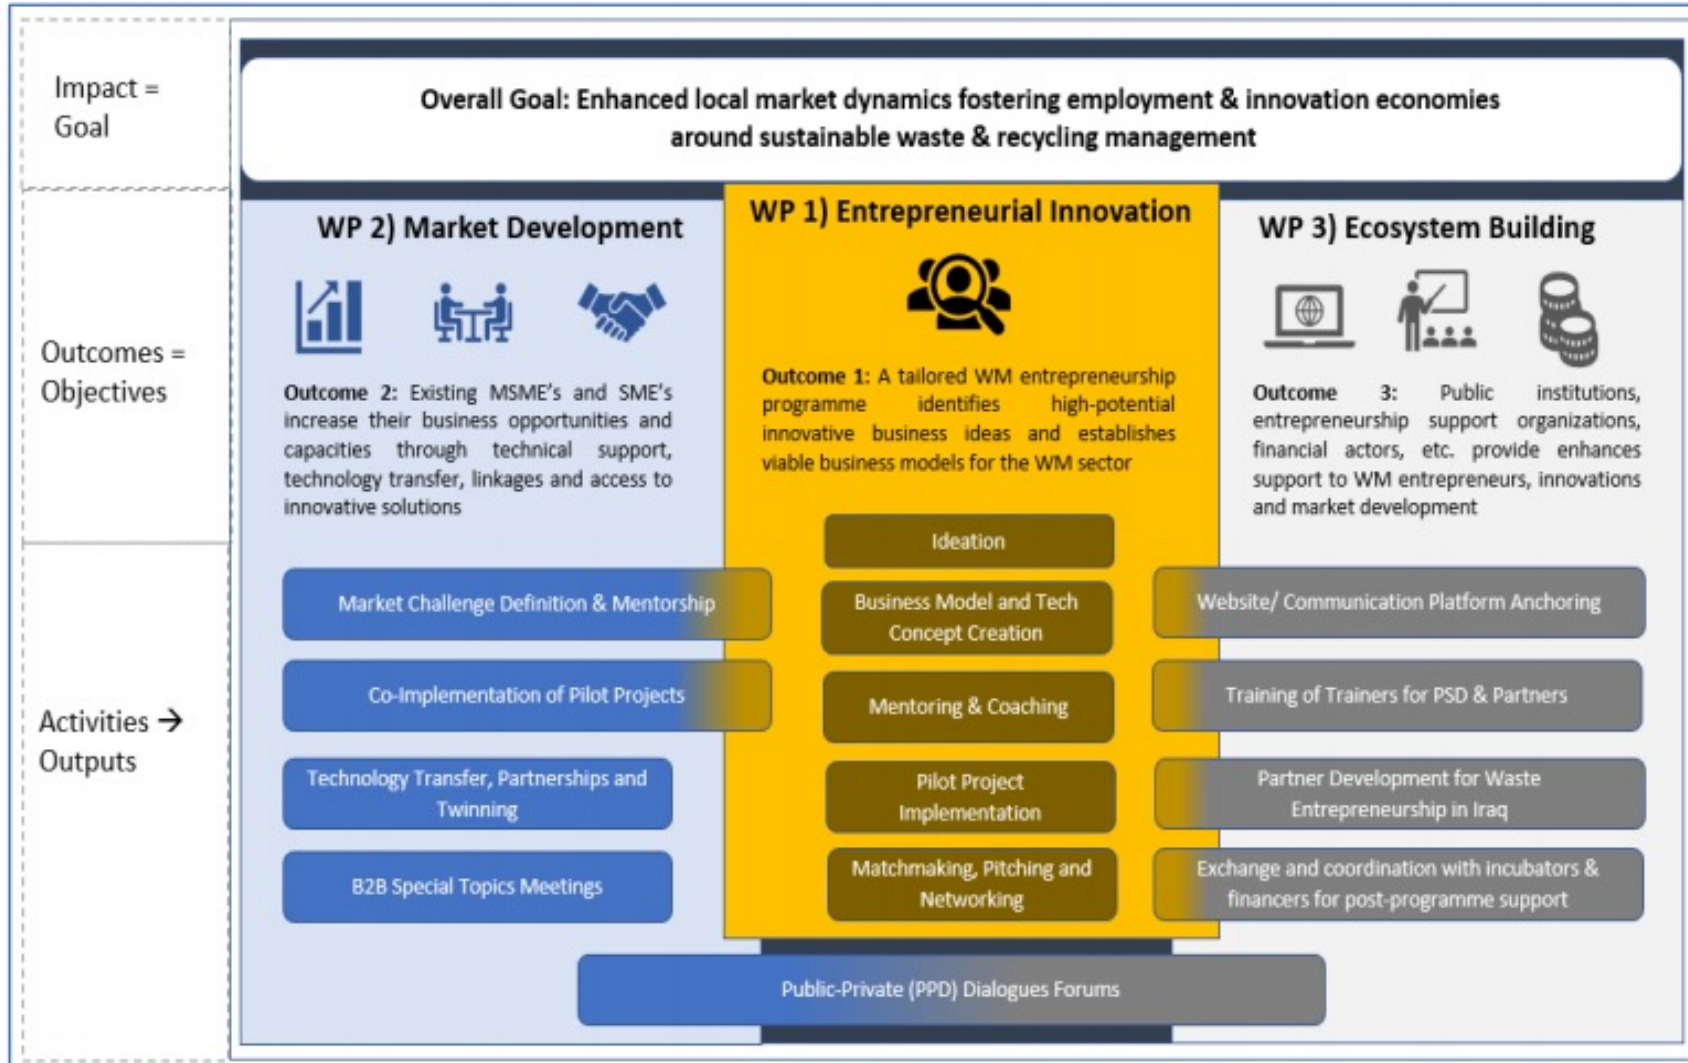 Impact =
Goal
Overall Goal: Enhanced local market dynamics fostering employment & innovation economies
around sustainable waste & recycling management
Outcomes =
Objectives
WP 2) Market Development
Outcome 2: Existing MSME's and SME's
increase their business opportunities and
capacities through technical support,
technology transfer, linkages and access to
innovative solutions
WP 1) Entrepreneurial Innovation
Outcome 1: A tailored WM entrepreneurship
programme identifies high-potential
innovative business ideas and establishes
viable business models for the WM sector
WP 3) Ecosystem Building
Outcome 3: Public institutions,
entrepreneurship support organizations,
financial actors, etc. provide enhances
support to WM entrepreneurs, innovations
and market development
Activities →
Outputs
Market Challenge Definition & Mentorship
Co-Implementation of Pilot Projects
Technology Transfer, Partnerships and
Twinning
B2B Special Topics Meetings
Ideation
Business Model and Tech
Concept Creation
Mentoring & Coaching
Pilot Project
Implementation
Matchmaking, Pitching and
Networking
Website/ Communication Platform Anchoring
Training of Trainers for PSD & Partners
Partner Development for Waste
Entrepreneurship in Iraq
Exchange and coordination with incubators &
financers for post-programme support
Public-Private (PPD) Dialogues Forums